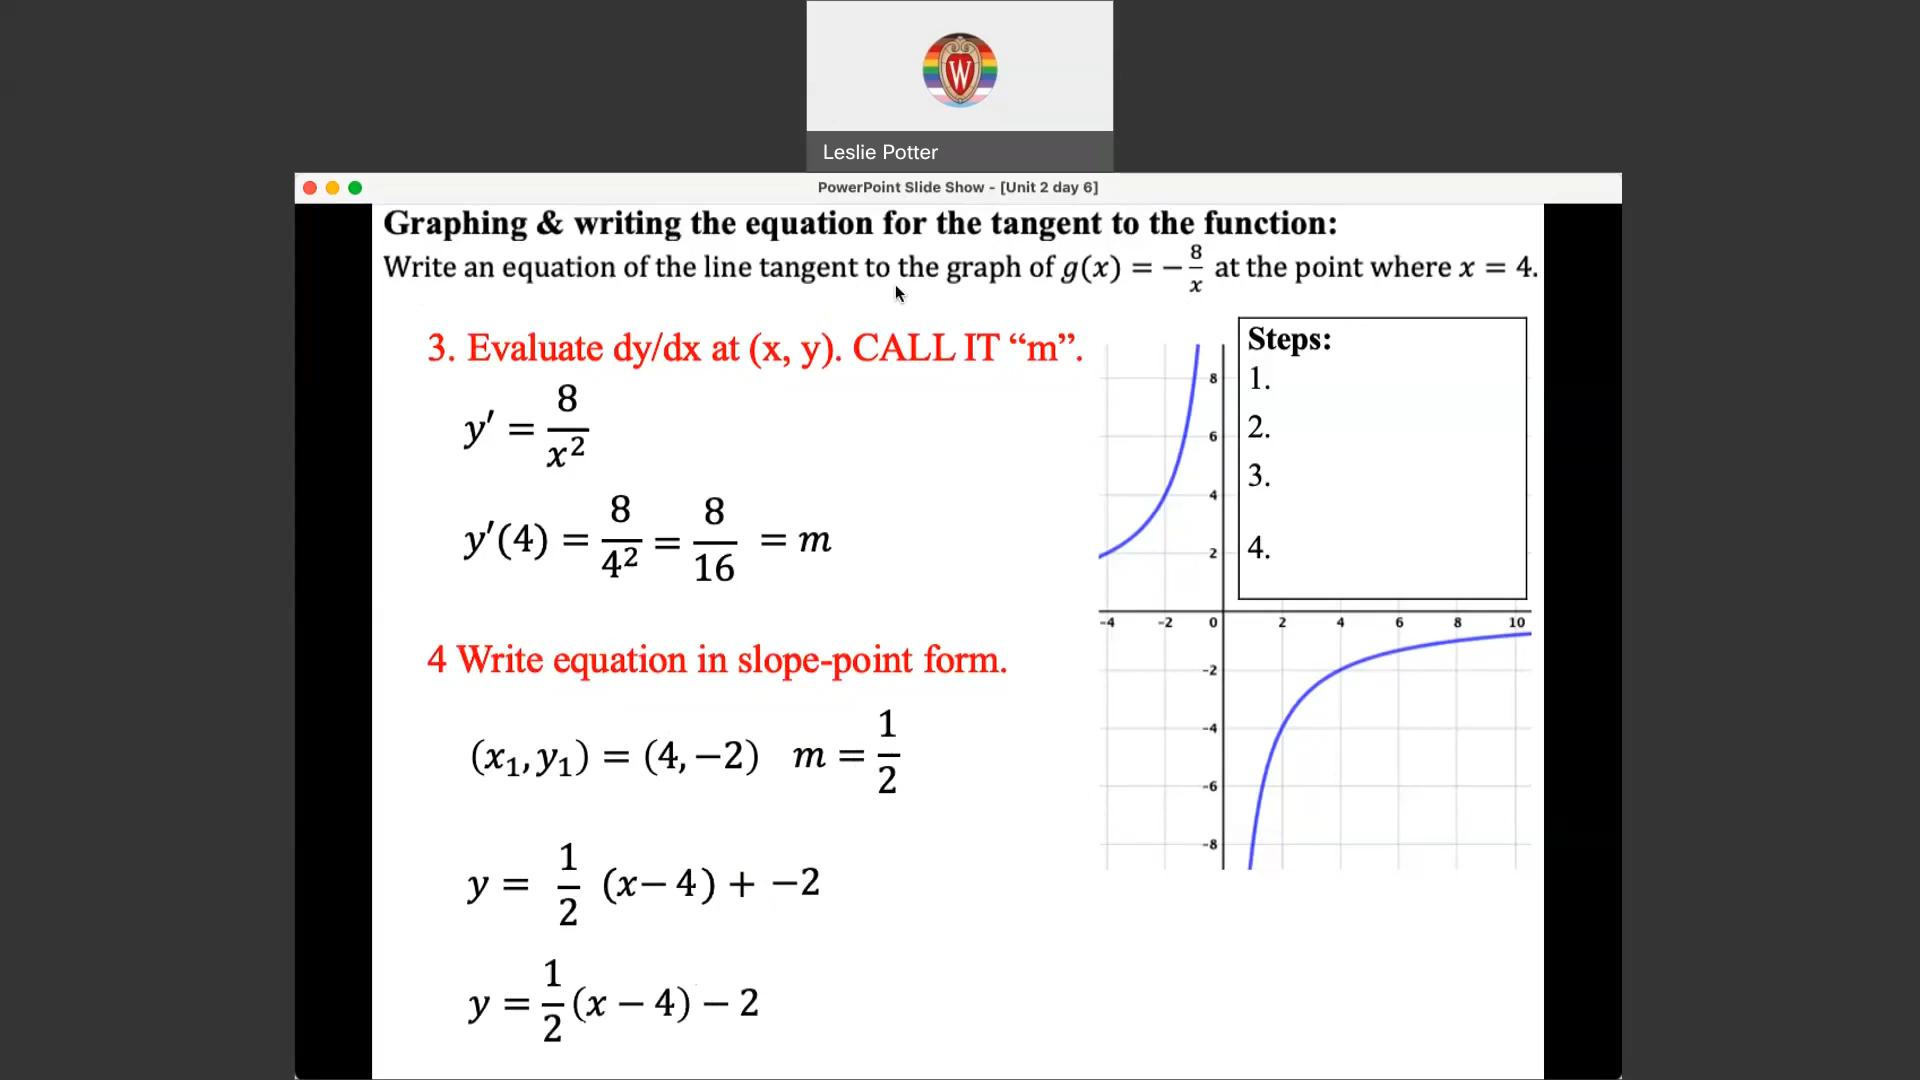 W
Leslie Potter
PowerPoint Slide Show - [Unit 2 day 6]
Graphing & writing the equation for the tangent to the function:
Write an equation of the line tangent to the graph of g(x) = −8/x at the point where x = 4.
3. Evaluate dy/dx at (x, y). CALL IT “m”.
y′ = 8/x²
y′(4) = 8/4² = 8/16 = m
4 Write equation in slope-point form.
(x₁, y₁) = (4, −2) m = 1/2
y = 1/2 (x− 4) + −2
y = 1/2(x − 4) − 2
Steps:
1.
2.
3.
4.
8
6
4
2
-4 -2 0 2 4 6 8 10
-2
-4
-6
-8